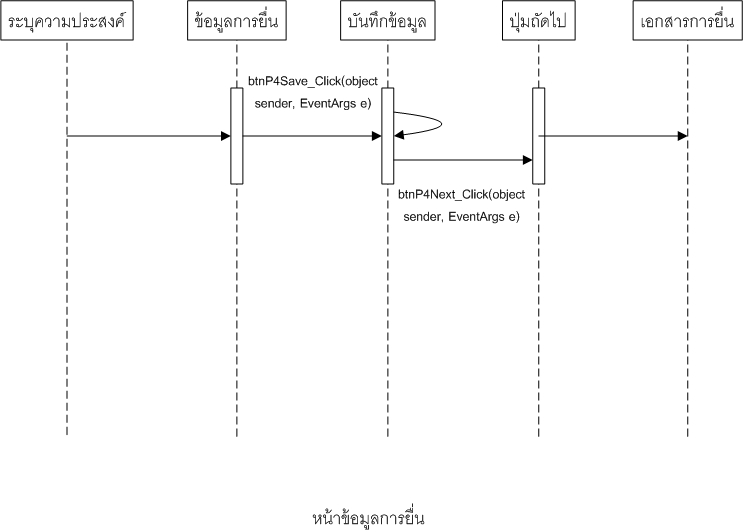 ระบุความประสงค์ ข้อมูลการยื่น บันทึกข้อมูล ปุ่มถัดไป เอกสารการยื่น
btnP4Save_Click(object
sender, EventArgs e)
btnP4Next_Click(object
sender, EventArgs e)
หน้าข้อมูลการยื่น